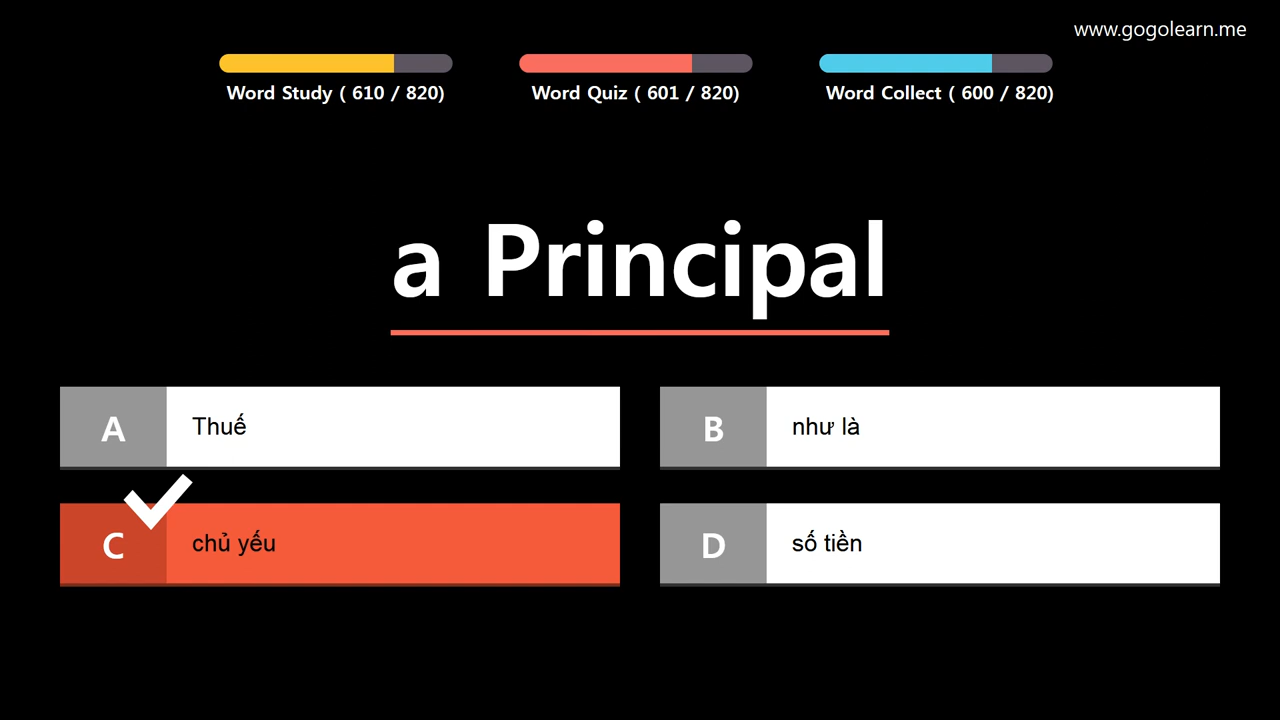 www.gogolearn.me
Word Study ( 610 / 820)
Word Quiz ( 601 / 820)
Word Collect ( 600 / 820)
a Principal
A
Thuế
B
như là
C
chủ yếu
D
số tiền